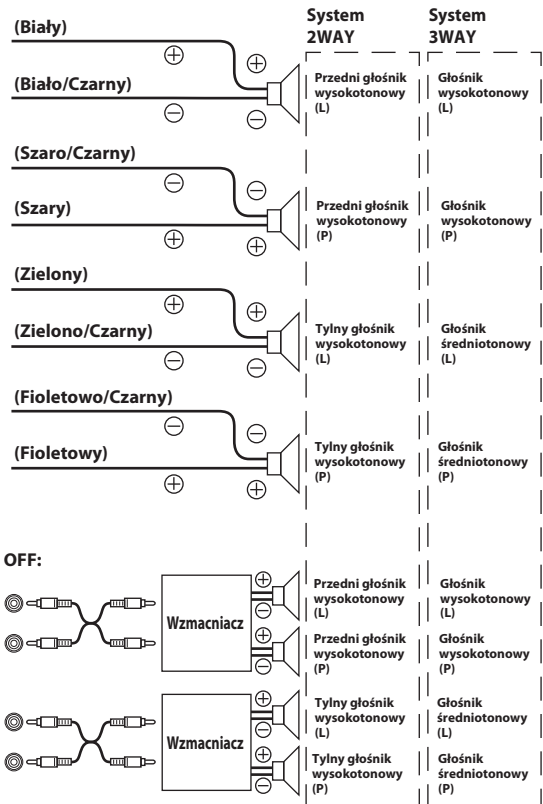 System 2WAY
System 3WAY
(Biały)
(Biało/Czarny)
Przedni głośnik
wysokotonowy
(L)
Głośnik
wysokotonowy
(L)
(Szaro/Czarny)
(Szary)
Przedni głośnik
wysokotonowy
(P)
Głośnik
wysokotonowy
(P)
(Zielony)
(Zielono/Czarny)
Tylny głośnik
wysokotonowy
(L)
Głośnik
średniotonowy
(L)
(Fioletowo/Czarny)
(Fioletowy)
Tylny głośnik
wysokotonowy
(P)
Głośnik
średniotonowy
(P)
OFF:
Wzmacniacz
Przedni głośnik
wysokotonowy
(L)
Głośnik
wysokotonowy
(L)
Przedni głośnik
wysokotonowy
(P)
Głośnik
wysokotonowy
(P)
Wzmacniacz
Tylny głośnik
wysokotonowy
(L)
Głośnik
średniotonowy
(L)
Tylny głośnik
wysokotonowy
(P)
Głośnik
średniotonowy
(P)